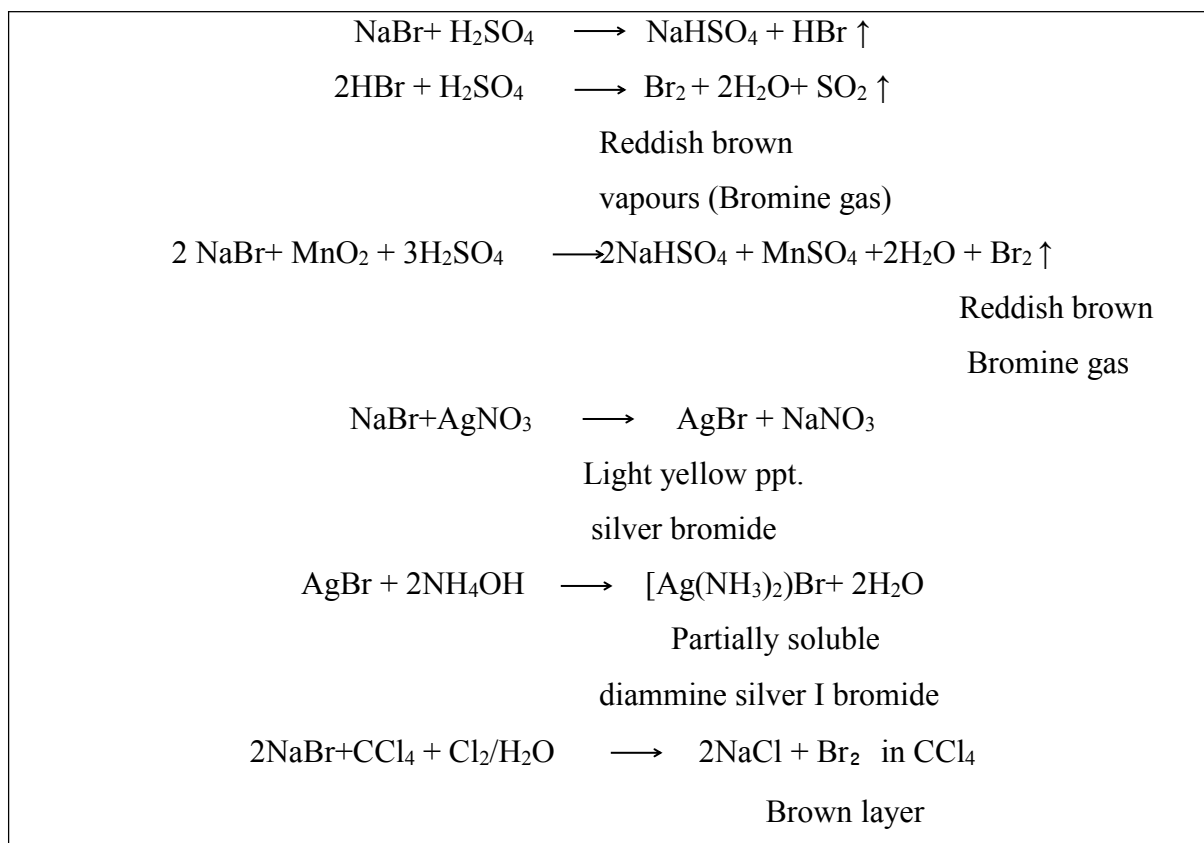 NaBr+ H₂SO₄ ⟶ NaHSO₄ + HBr ↑
2HBr + H₂SO₄ ⟶ Br₂ + 2H₂O+ SO₂ ↑
Reddish brown
vapours (Bromine gas)
2 NaBr+ MnO₂ + 3H₂SO₄ ⟶2NaHSO₄ + MnSO₄ +2H₂O + Br₂ ↑
Reddish brown
Bromine gas
NaBr+AgNO₃ ⟶ AgBr + NaNO₃
Light yellow ppt.
silver bromide
AgBr + 2NH₄OH ⟶ [Ag(NH₃)₂)Br+ 2H₂O
Partially soluble
diammine silver I bromide
2NaBr+CCl₄ + Cl₂/H₂O ⟶ 2NaCl + Br₂ in CCl₄
Brown layer